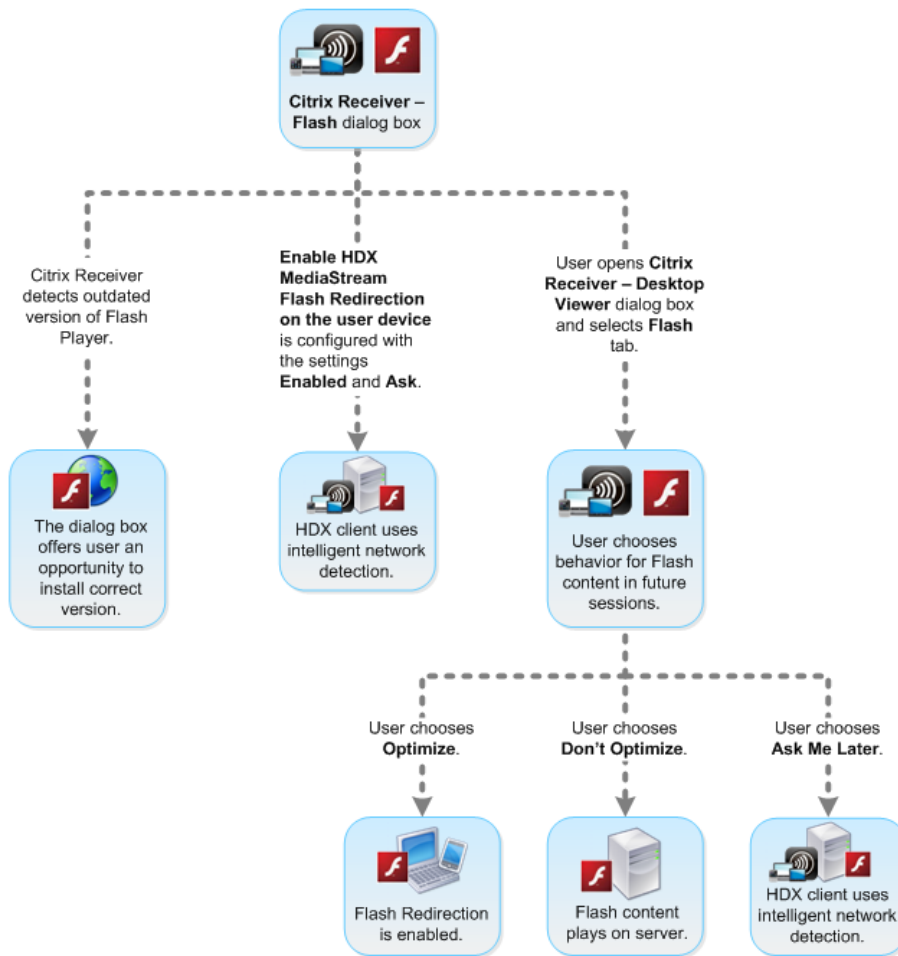 Citrix Receiver –
Flash dialog box
Citrix Receiver
detects outdated
version of Flash
Player.
Enable HDX
MediaStream
Flash Redirection
on the user device
is configured with
the settings
Enabled and Ask.
User opens Citrix
Receiver – Desktop
Viewer dialog box
and selects Flash
tab.
The dialog box
offers user an
opportunity to
install correct
version.
HDX client uses
intelligent network
detection.
User chooses
behavior for Flash
content in future
sessions.
User chooses
Optimize.
User chooses
Don't Optimize.
User chooses
Ask Me Later.
Flash Redirection
is enabled.
Flash content
plays on server.
HDX client uses
intelligent network
detection.